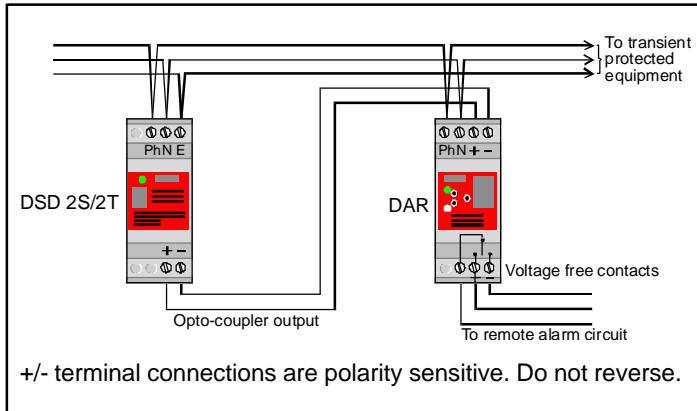 To transient
protected
equipment
PhN E
PhN + −
DSD 2S/2T
DAR
+ −
Voltage free contacts
+ −
Opto-coupler output
To remote alarm circuit
+/- terminal connections are polarity sensitive. Do not reverse.